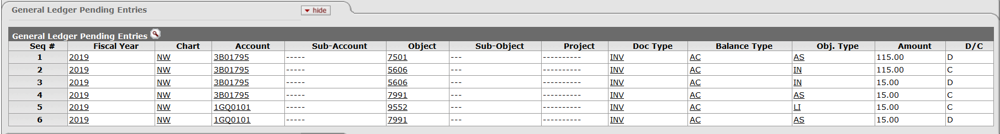 General Ledger Pending Entries hide
General Ledger Pending Entries
Seq # Fiscal Year Chart Account Sub-Account Object Sub-Object Project Doc Type Balance Type Obj. Type Amount D/C
1 2019 NW 3B01795 ----- 7501 --- ---------- INV AC AS 115.00 D
2 2019 NW 3B01795 ----- 5606 --- ---------- INV AC IN 115.00 C
3 2019 NW 3B01795 ----- 5606 --- ---------- INV AC IN 15.00 D
4 2019 NW 3B01795 ----- 7991 --- ---------- INV AC AS 15.00 C
5 2019 NW 1GQ0101 ----- 9552 --- ---------- INV AC LI 15.00 C
6 2019 NW 1GQ0101 ----- 7991 --- ---------- INV AC AS 15.00 D